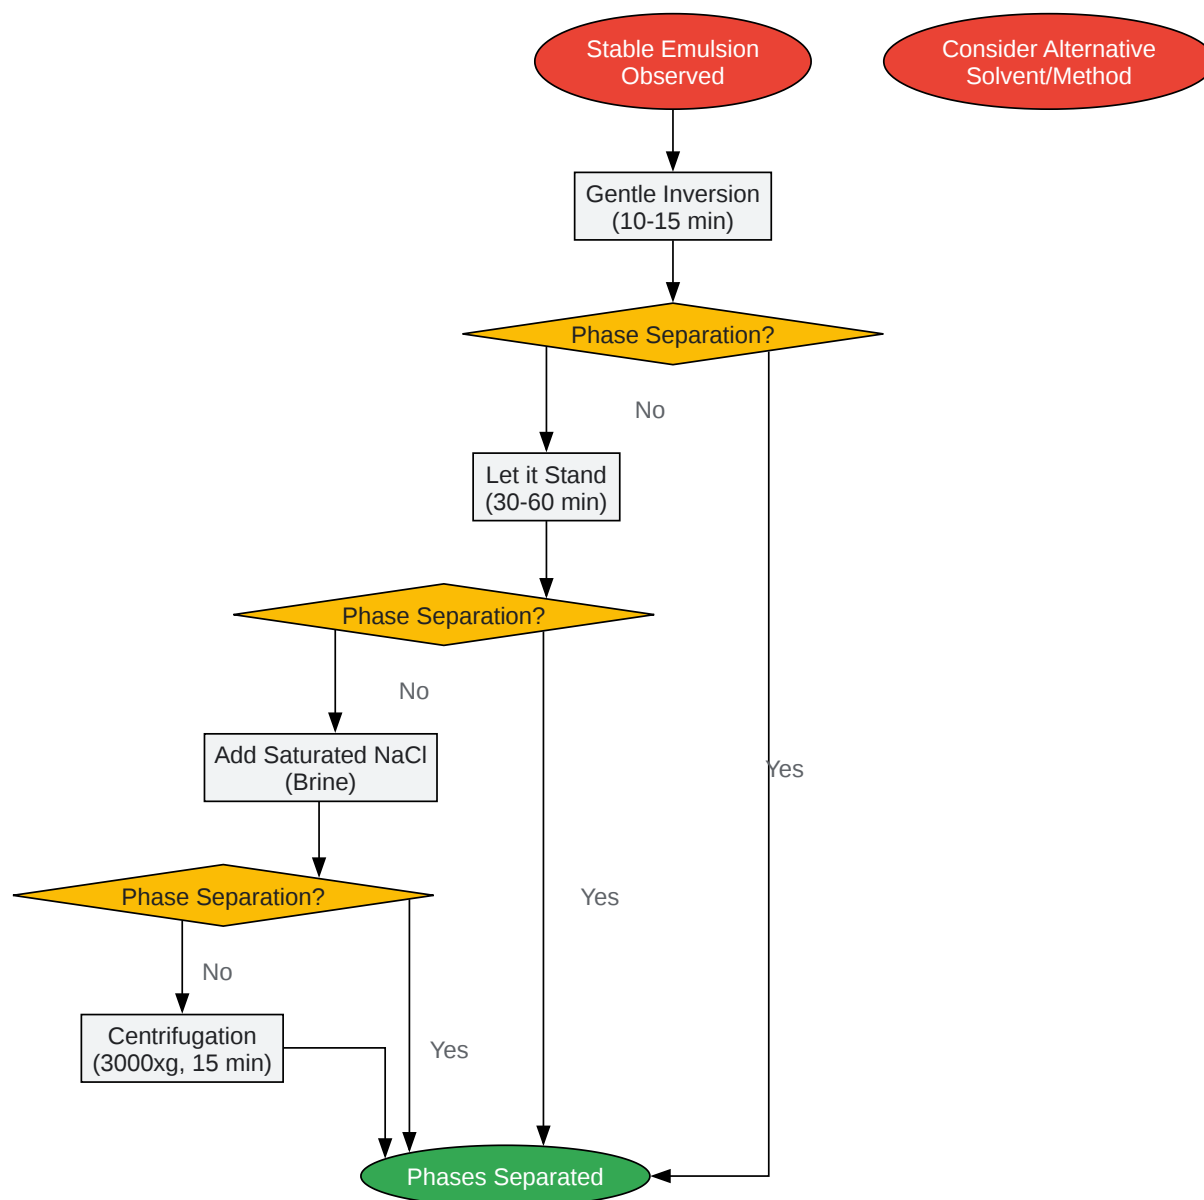 Stable Emulsion
Observed
Consider Alternative
Solvent/Method
Gentle Inversion
(10-15 min)
Phase Separation?
No
Let it Stand
(30-60 min)
Phase Separation?
No
Add Saturated NaCl
(Brine)
Yes
Phase Separation?
Yes
No
Centrifugation
(3000xg, 15 min)
Yes
Phases Separated